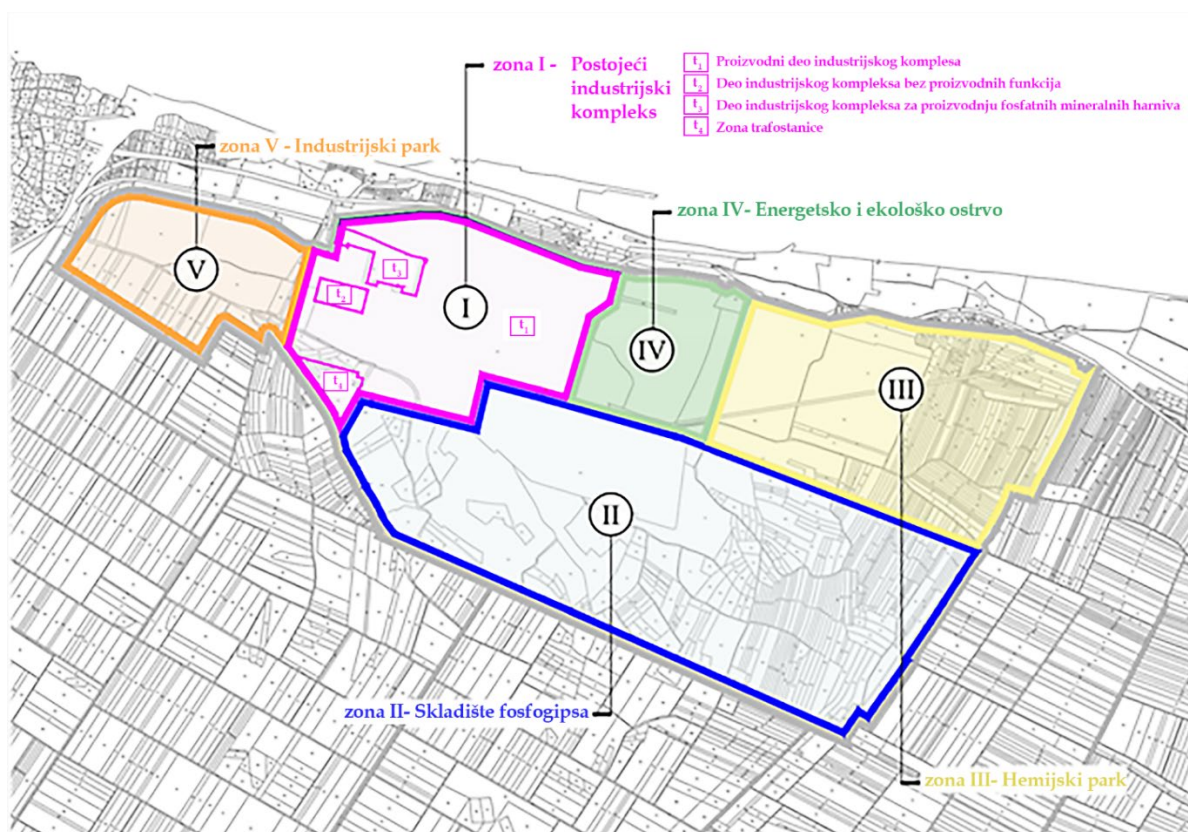 zona I - Postojeći
industrijski
kompleks
t1 Proizvodni deo industrijskog komplesa
t2 Deo industrijskog kompleksa bez proizvodnih funkcija
t3 Deo industrijskog kompleksa za proizvodnju fosfatnih mineralnih harniva
t4 Zona trafostanice
zona V - Industrijski park
zona IV- Energetsko i ekološko ostrvo
V
I
t3
t2
t1
t4
IV
III
II
zona II- Skladište fosfogipsa
zona III- Hemijski park